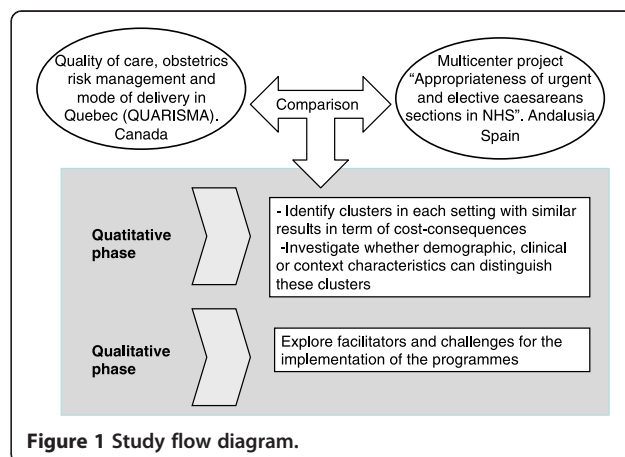 Quality of care, obstetrics
risk management and
mode of delivery in
Quebec (QUARISMA).
Canada
Comparison
Multicenter project
“Appropriateness of urgent
and elective caesareans
sections in NHS”. Andalusia
Spain
Quatitative
phase
- Identify clusters in each setting with similar
results in term of cost-consequences
-Investigate whether demographic, clinical
or context characteristics can distinguish
these clusters
Qualitative
phase
Explore facilitators and challenges for the
implementation of the programmes
Figure 1 Study flow diagram.